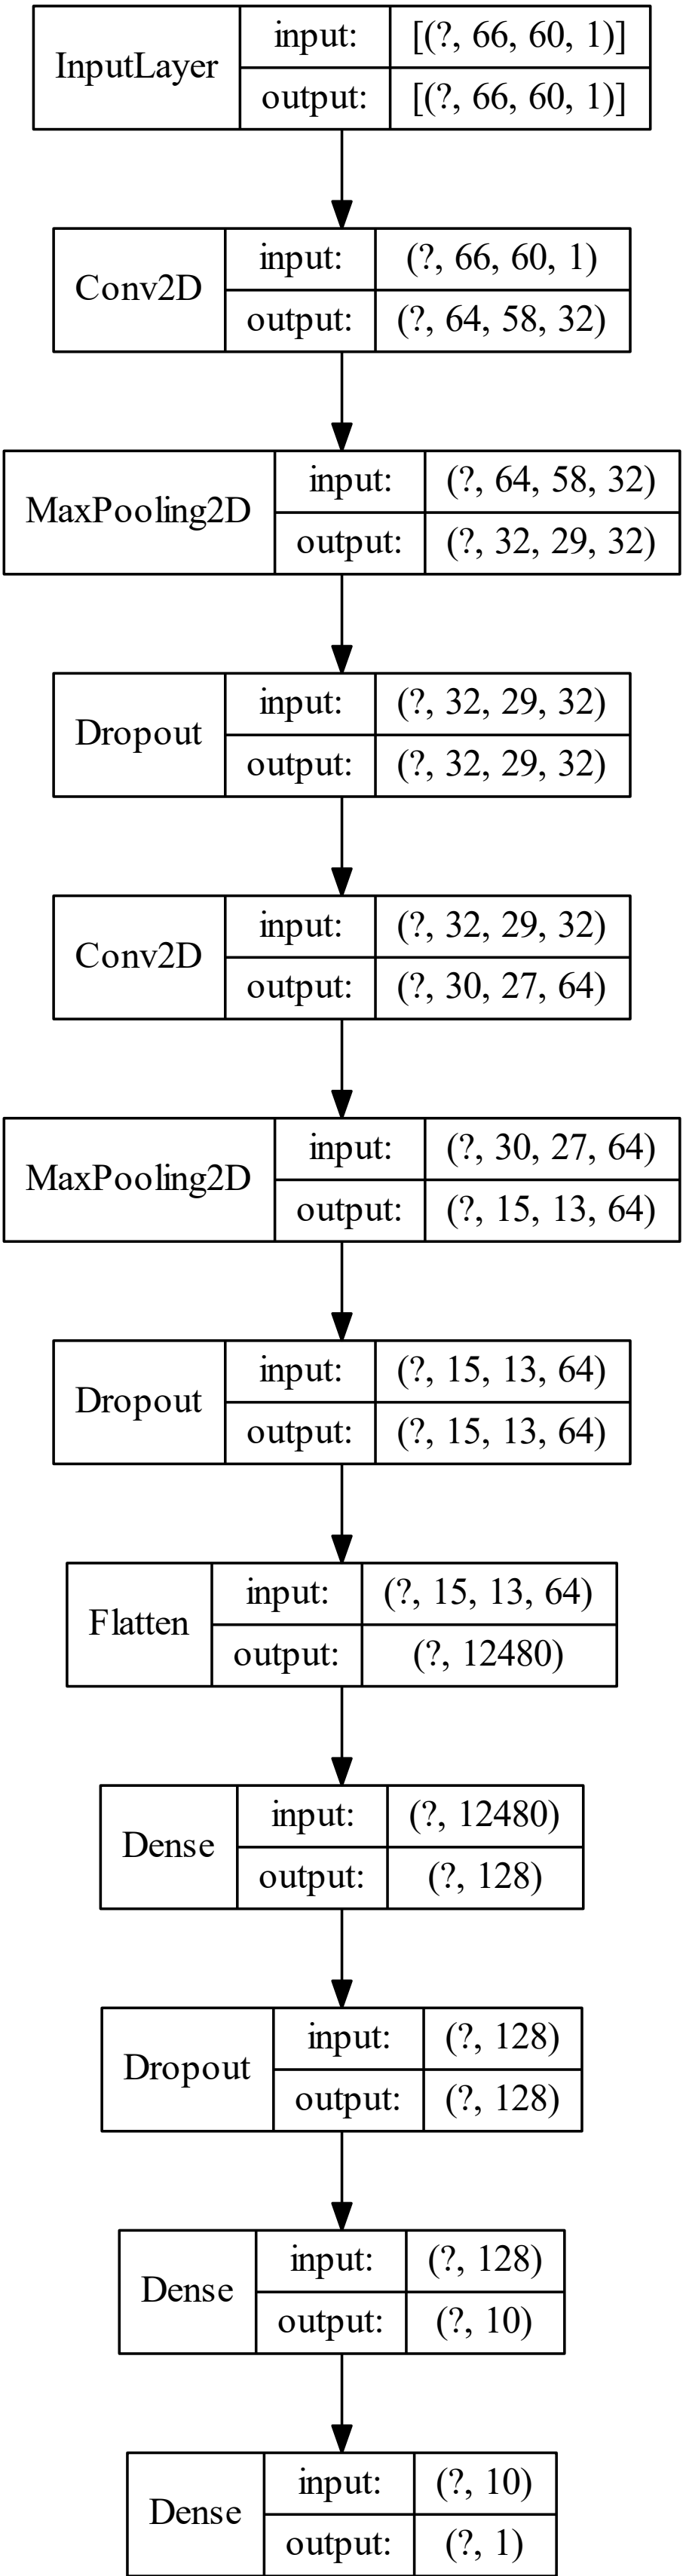 InputLayer
input: [(?, 66, 60, 1)]
output: [(?, 66, 60, 1)]
Conv2D
input: (?, 66, 60, 1)
output: (?, 64, 58, 32)
MaxPooling2D
input: (?, 64, 58, 32)
output: (?, 32, 29, 32)
Dropout
input: (?, 32, 29, 32)
output: (?, 32, 29, 32)
Conv2D
input: (?, 32, 29, 32)
output: (?, 30, 27, 64)
MaxPooling2D
input: (?, 30, 27, 64)
output: (?, 15, 13, 64)
Dropout
input: (?, 15, 13, 64)
output: (?, 15, 13, 64)
Flatten
input: (?, 15, 13, 64)
output: (?, 12480)
Dense
input: (?, 12480)
output: (?, 128)
Dropout
input: (?, 128)
output: (?, 128)
Dense
input: (?, 128)
output: (?, 10)
Dense
input: (?, 10)
output: (?, 1)